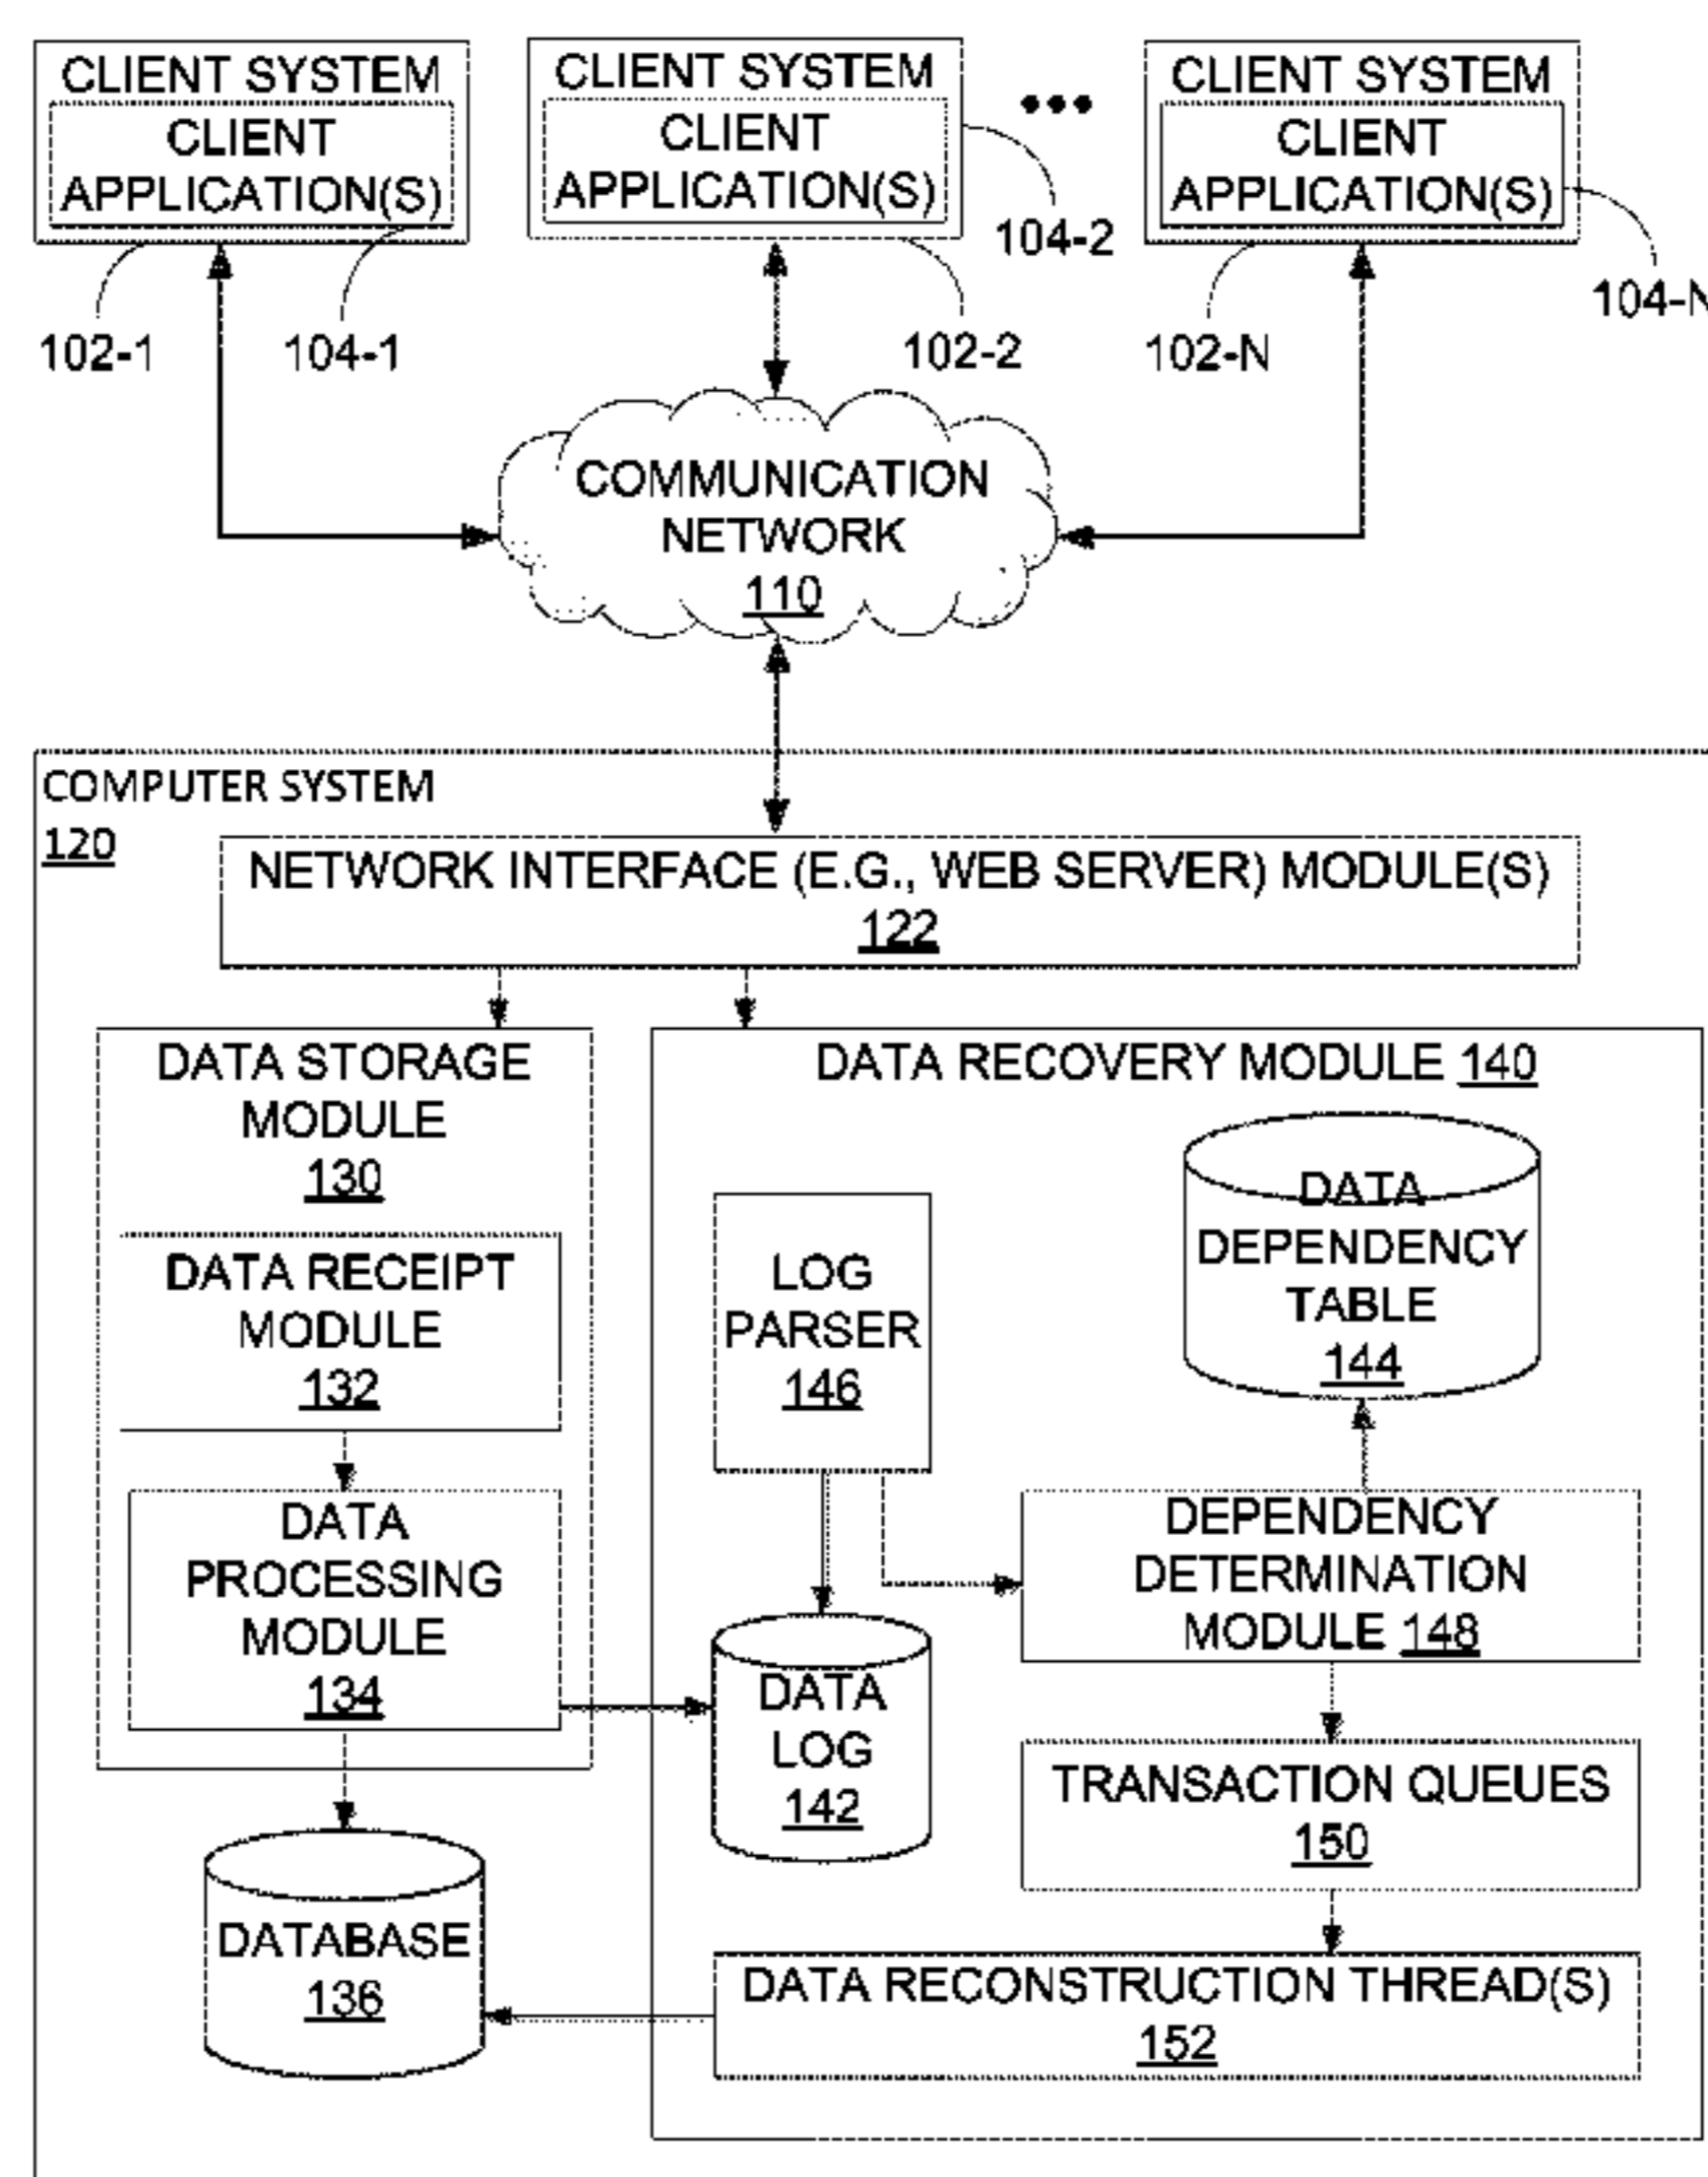 CLIENT SYSTEM
CLIENT
APPLICATION(S)
CLIENT SYSTEM
CLIENT
APPLICATION(S)
•••
CLIENT SYSTEM
CLIENT
APPLICATION(S)
102-1
104-1
102-2
104-2
102-N
104-N
COMMUNICATION
NETWORK
110
COMPUTER SYSTEM
120
NETWORK INTERFACE (E.G., WEB SERVER) MODULE(S)
122
DATA STORAGE
MODULE
130
DATA RECEIPT
MODULE
132
DATA
PROCESSING
MODULE
134
DATABASE
136
DATA RECOVERY MODULE 140
LOG
PARSER
146
DATA
DEPENDENCY
TABLE
144
DATA
LOG
142
DEPENDENCY
DETERMINATION
MODULE 148
TRANSACTION QUEUES
150
DATA RECONSTRUCTION THREAD(S)
152